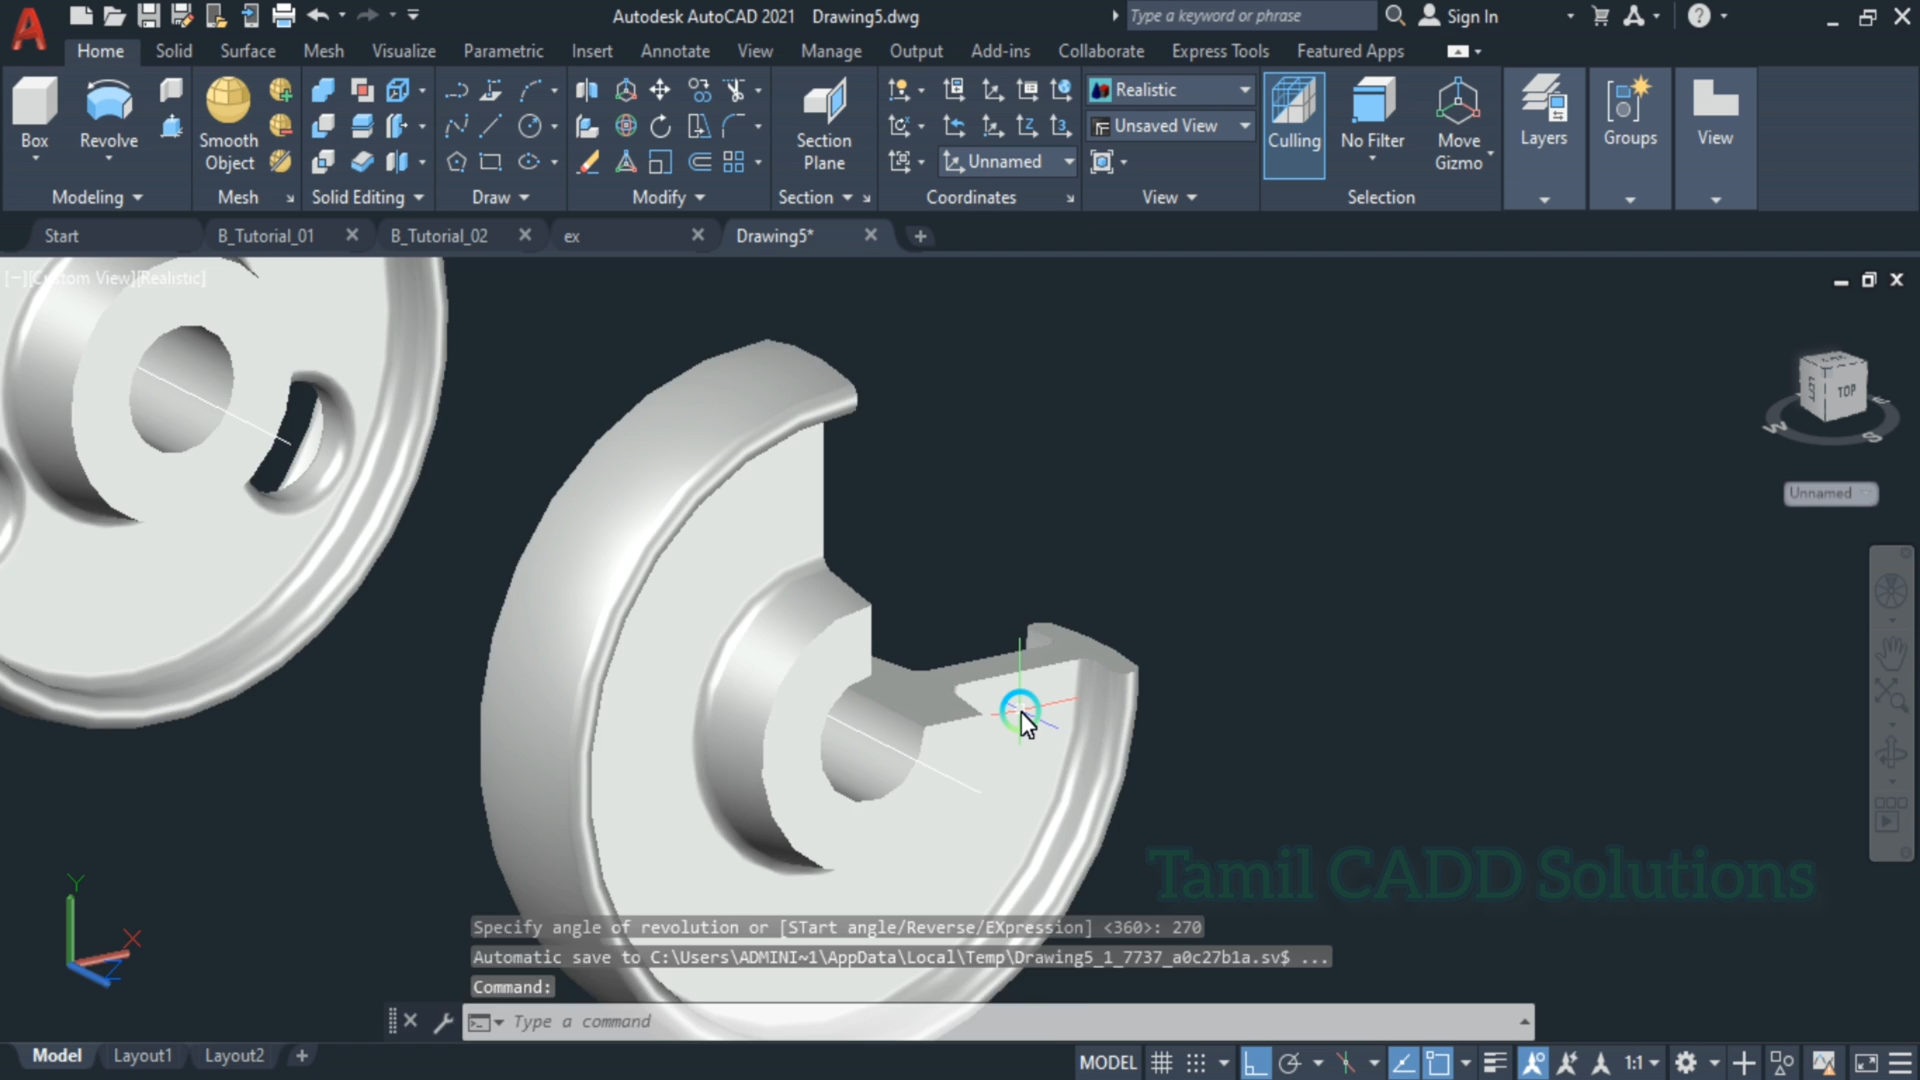 Autodesk AutoCAD 2021 Drawing5.dwg
Type a keyword or phrase
Sign In
Home Solid Surface Mesh Visualize Parametric Insert Annotate View Manage Output Add-ins Collaborate Express Tools Featured Apps
Realistic
Unsaved View
Unnamed
Box
Revolve
Smooth
Object
Section
Plane
Culling
No Filter
Move
Gizmo
Layers
Groups
View
Modeling
Mesh
Solid Editing
Draw
Modify
Section
Coordinates
View
Selection
Start
B_Tutorial_01
B_Tutorial_02
ex
Drawing5*
[−][Custom View][Realistic]
LEFT
TOP
W
S
Unnamed
Tamil CADD Solutions
Y
X
Z
Specify angle of revolution or [STart angle/Reverse/EXpression] <360>: 270
Automatic save to C:\Users\ADMINI~1\AppData\Local\Temp\Drawing5_1_7737_a0c27b1a.sv$ ...
Command:
Type a command
Model
Layout1
Layout2
MODEL
1:1